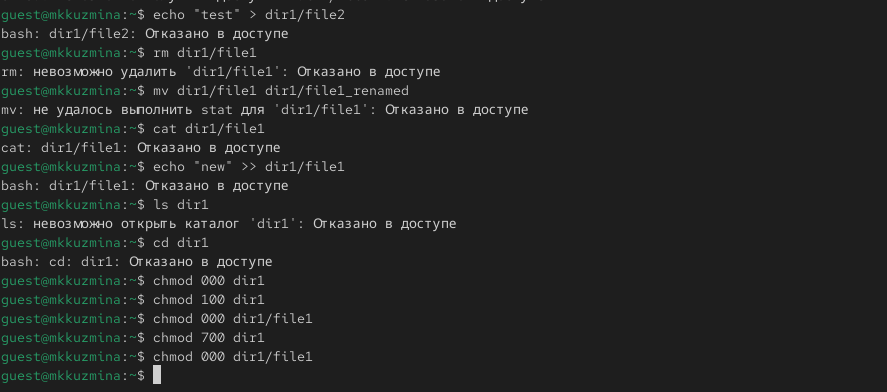 guest@mkkuzmina:~$ echo "test" > dir1/file2
bash: dir1/file2: Отказано в доступе
guest@mkkuzmina:~$ rm dir1/file1
rm: невозможно удалить 'dir1/file1': Отказано в доступе
guest@mkkuzmina:~$ mv dir1/file1 dir1/file1_renamed
mv: не удалось выполнить stat для 'dir1/file1': Отказано в доступе
guest@mkkuzmina:~$ cat dir1/file1
cat: dir1/file1: Отказано в доступе
guest@mkkuzmina:~$ echo "new" >> dir1/file1
bash: dir1/file1: Отказано в доступе
guest@mkkuzmina:~$ ls dir1
ls: невозможно открыть каталог 'dir1': Отказано в доступе
guest@mkkuzmina:~$ cd dir1
bash: cd: dir1: Отказано в доступе
guest@mkkuzmina:~$ chmod 000 dir1
guest@mkkuzmina:~$ chmod 100 dir1
guest@mkkuzmina:~$ chmod 000 dir1/file1
guest@mkkuzmina:~$ chmod 700 dir1
guest@mkkuzmina:~$ chmod 000 dir1/file1
guest@mkkuzmina:~$